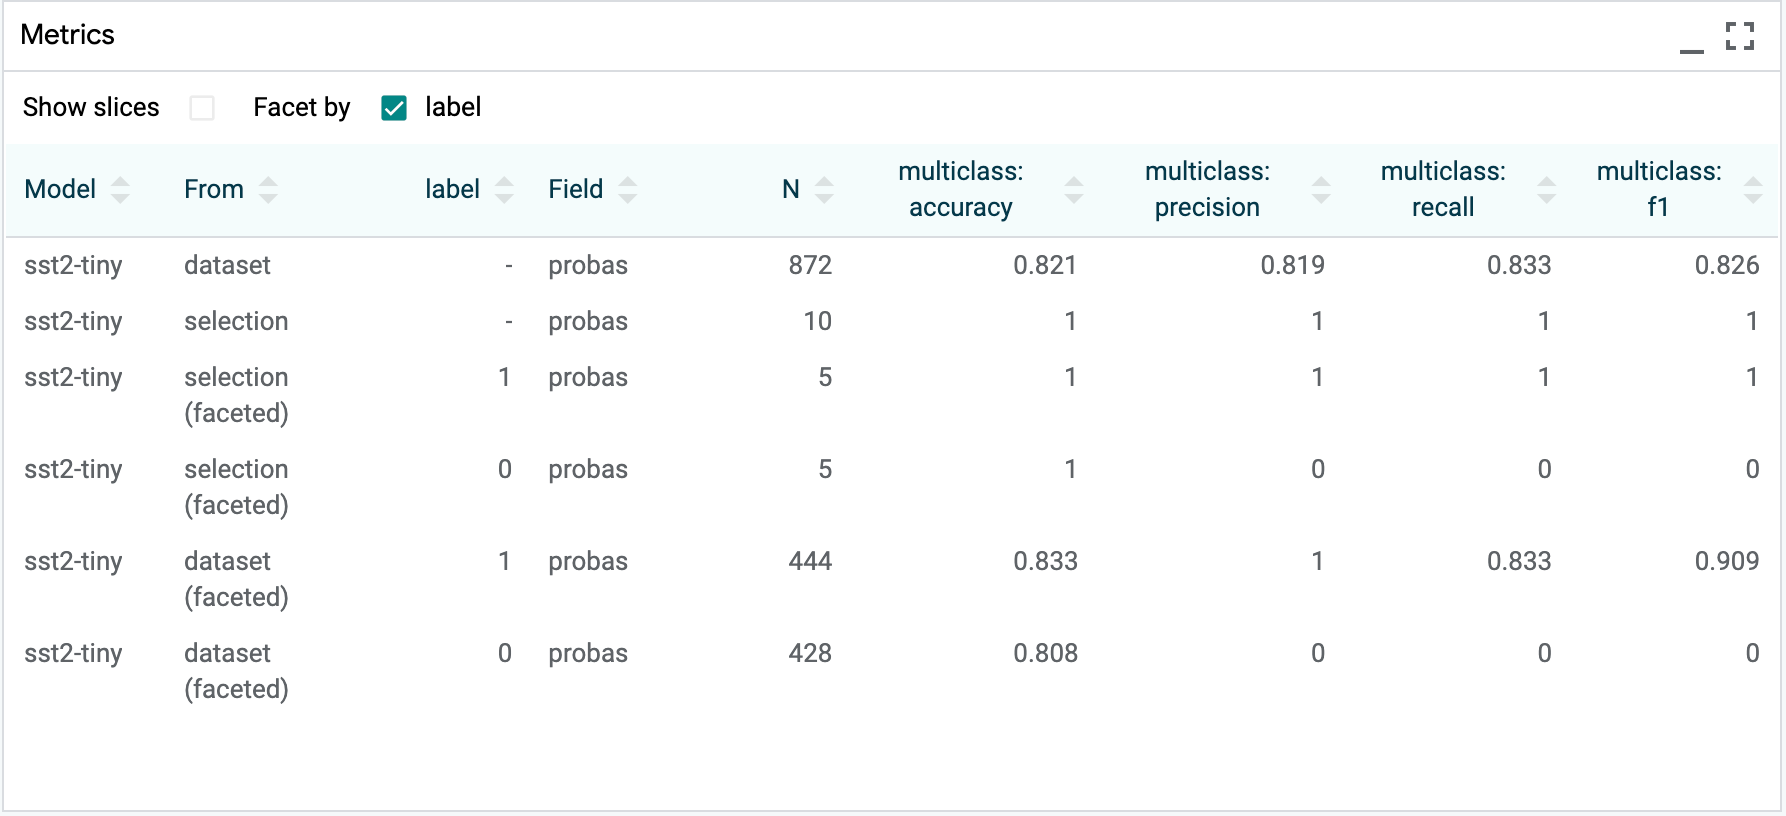 Metrics
Show slices Facet by label
Model From label Field N multiclass: accuracy multiclass: precision multiclass: recall multiclass: f1
sst2-tiny dataset - probas 872 0.821 0.819 0.833 0.826
sst2-tiny selection - probas 10 1 1 1 1
sst2-tiny selection (faceted) 1 probas 5 1 1 1 1
sst2-tiny selection (faceted) 0 probas 5 1 0 0 0
sst2-tiny dataset (faceted) 1 probas 444 0.833 1 0.833 0.909
sst2-tiny dataset (faceted) 0 probas 428 0.808 0 0 0